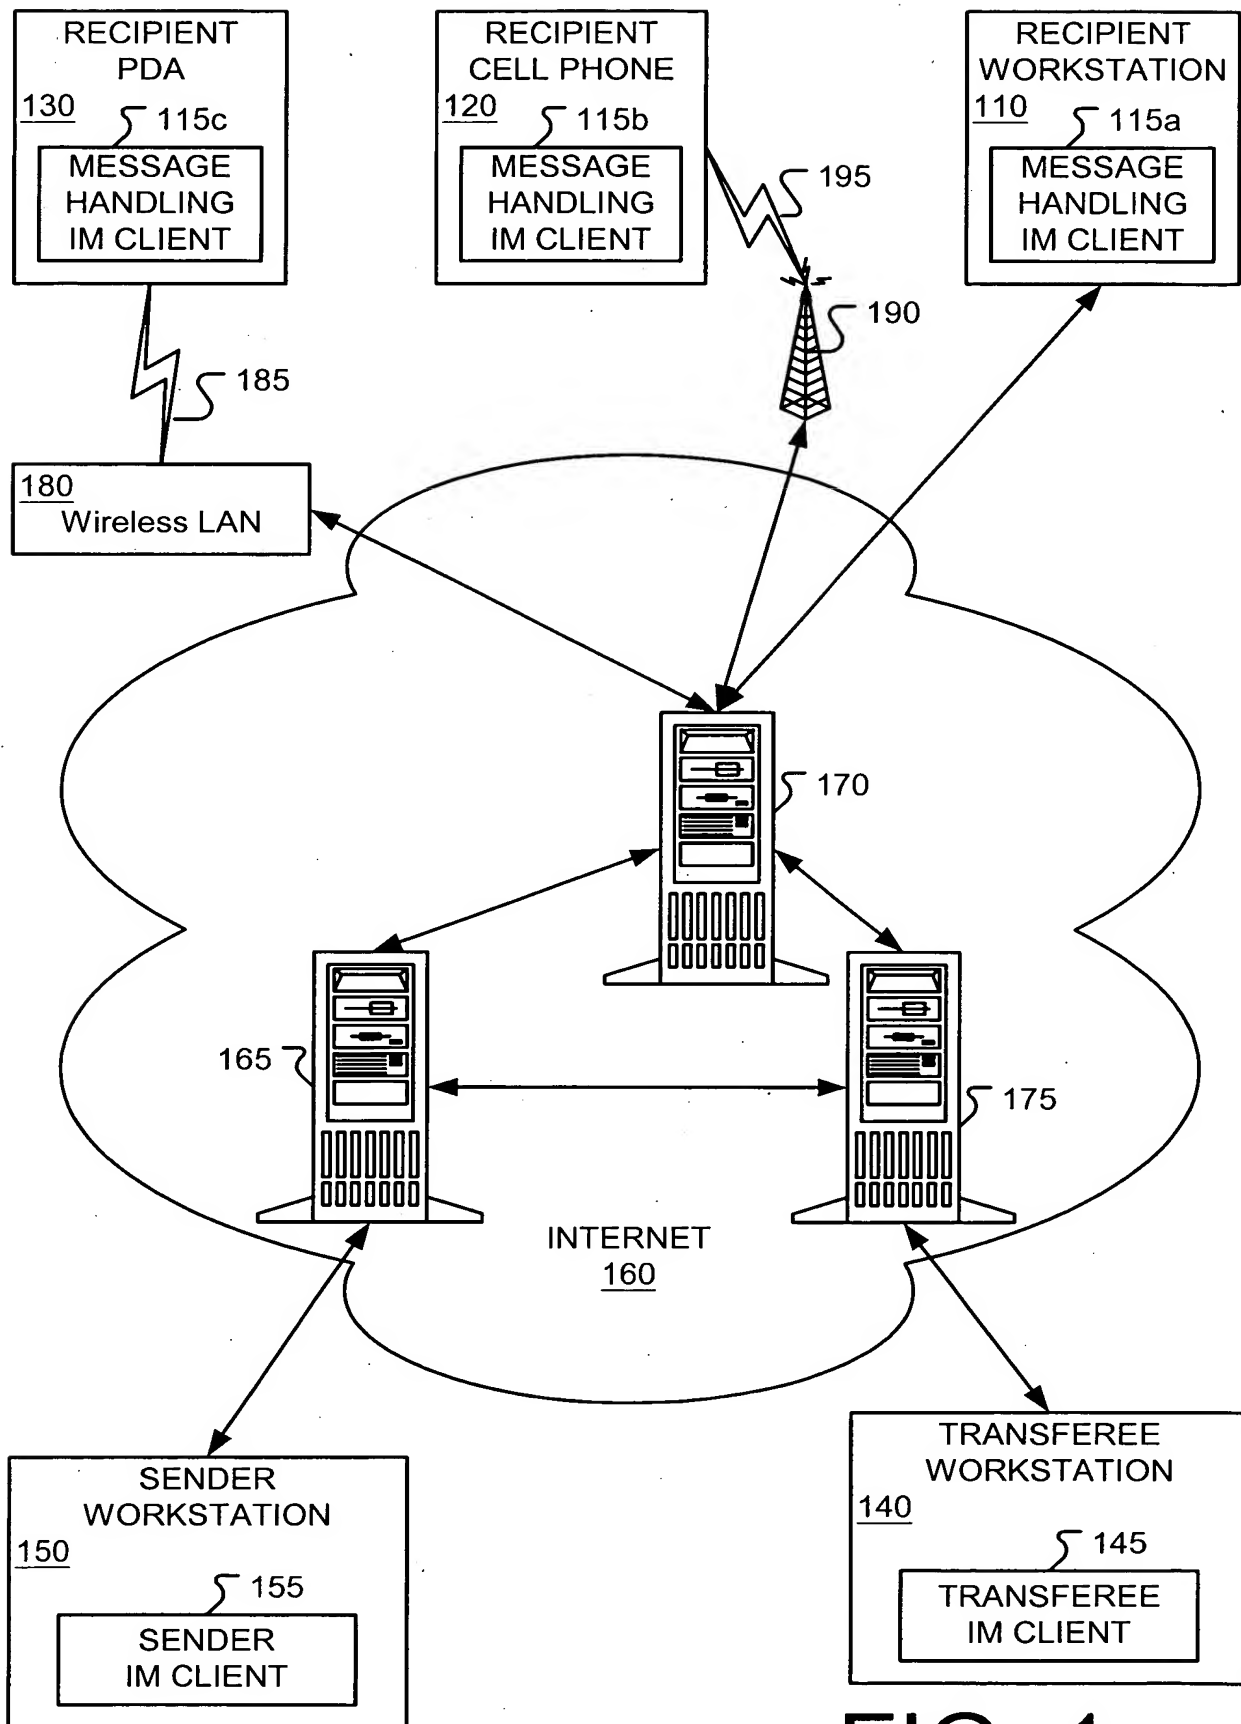 RECIPIENT
PDA
130
115c
MESSAGE
HANDLING
IM CLIENT
RECIPIENT
CELL PHONE
120
115b
MESSAGE
HANDLING
IM CLIENT
RECIPIENT
WORKSTATION
110
115a
MESSAGE
HANDLING
IM CLIENT
195
190
185
180
Wireless LAN
170
165
175
INTERNET
160
SENDER
WORKSTATION
150
155
SENDER
IM CLIENT
TRANSFEREE
WORKSTATION
140
145
TRANSFEREE
IM CLIENT
FIG. 1